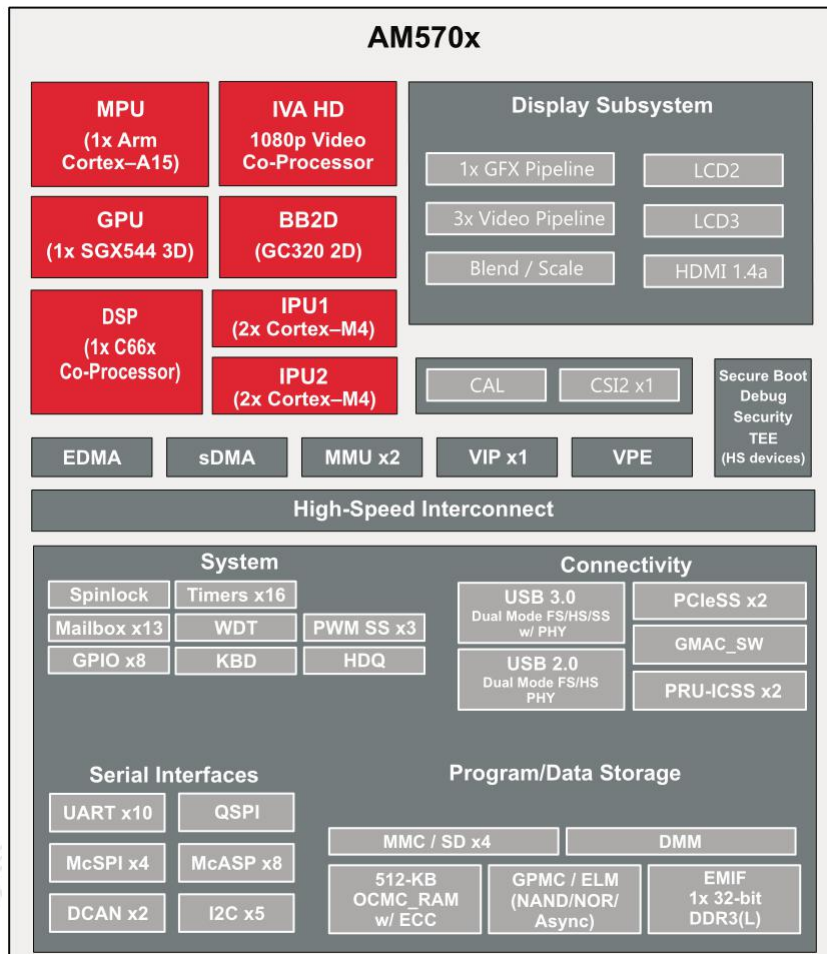 AM570x
MPU
(1x Arm
Cortex–A15)
IVA HD
1080p Video
Co-Processor
GPU
(1x SGX544 3D)
BB2D
(GC320 2D)
DSP
(1x C66x
Co-Processor)
IPU1
(2x Cortex–M4)
IPU2
(2x Cortex–M4)
Display Subsystem
1x GFX Pipeline
LCD2
3x Video Pipeline
LCD3
Blend / Scale
HDMI 1.4a
CAL
CSI2 x1
Secure Boot
Debug
Security
TEE
(HS devices)
EDMA
sDMA
MMU x2
VIP x1
VPE
High-Speed Interconnect
System
Spinlock
Timers x16
Mailbox x13
WDT
PWM SS x3
GPIO x8
KBD
HDQ
Connectivity
USB 3.0
Dual Mode FS/HS/SS
w/ PHY
PCIeSS x2
GMAC_SW
USB 2.0
Dual Mode FS/HS
PHY
PRU-ICSS x2
Serial Interfaces
UART x10
QSPI
McSPI x4
McASP x8
DCAN x2
I2C x5
Program/Data Storage
MMC / SD x4
DMM
512-KB
OCMC_RAM
w/ ECC
GPMC / ELM
(NAND/NOR/
Async)
EMIF
1x 32-bit
DDR3(L)